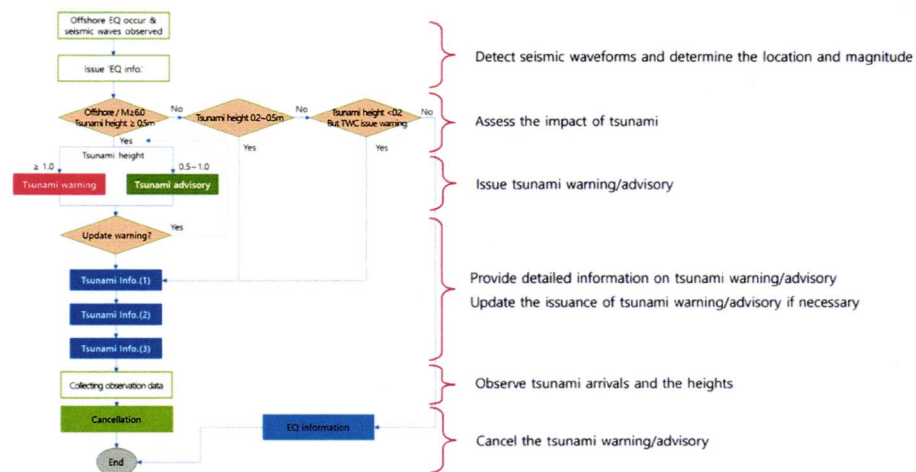 Offshore EQ occur &
seismic waves observed
Issue 'EQ info.'
Detect seismic waveforms and determine the location and magnitude
Offshore / M≥6.0
Tsunami height ≥ 0.5m
No
Tsunami height 0.2~0.5m
No
Tsunami height <0.2
But TWC issue warning
No
Assess the impact of tsunami
Yes
Yes
Yes
Tsunami height
≥ 1.0
0.5~1.0
Tsunami warning
Tsunami advisory
Issue tsunami warning/advisory
Update warning?
Yes
Tsunami Info.(1)
Tsunami Info.(2)
Tsunami Info.(3)
Provide detailed information on tsunami warning/advisory
Update the issuance of tsunami warning/advisory if necessary
Collecting observation data
Observe tsunami arrivals and the heights
Cancellation
EQ information
Cancel the tsunami warning/advisory
End